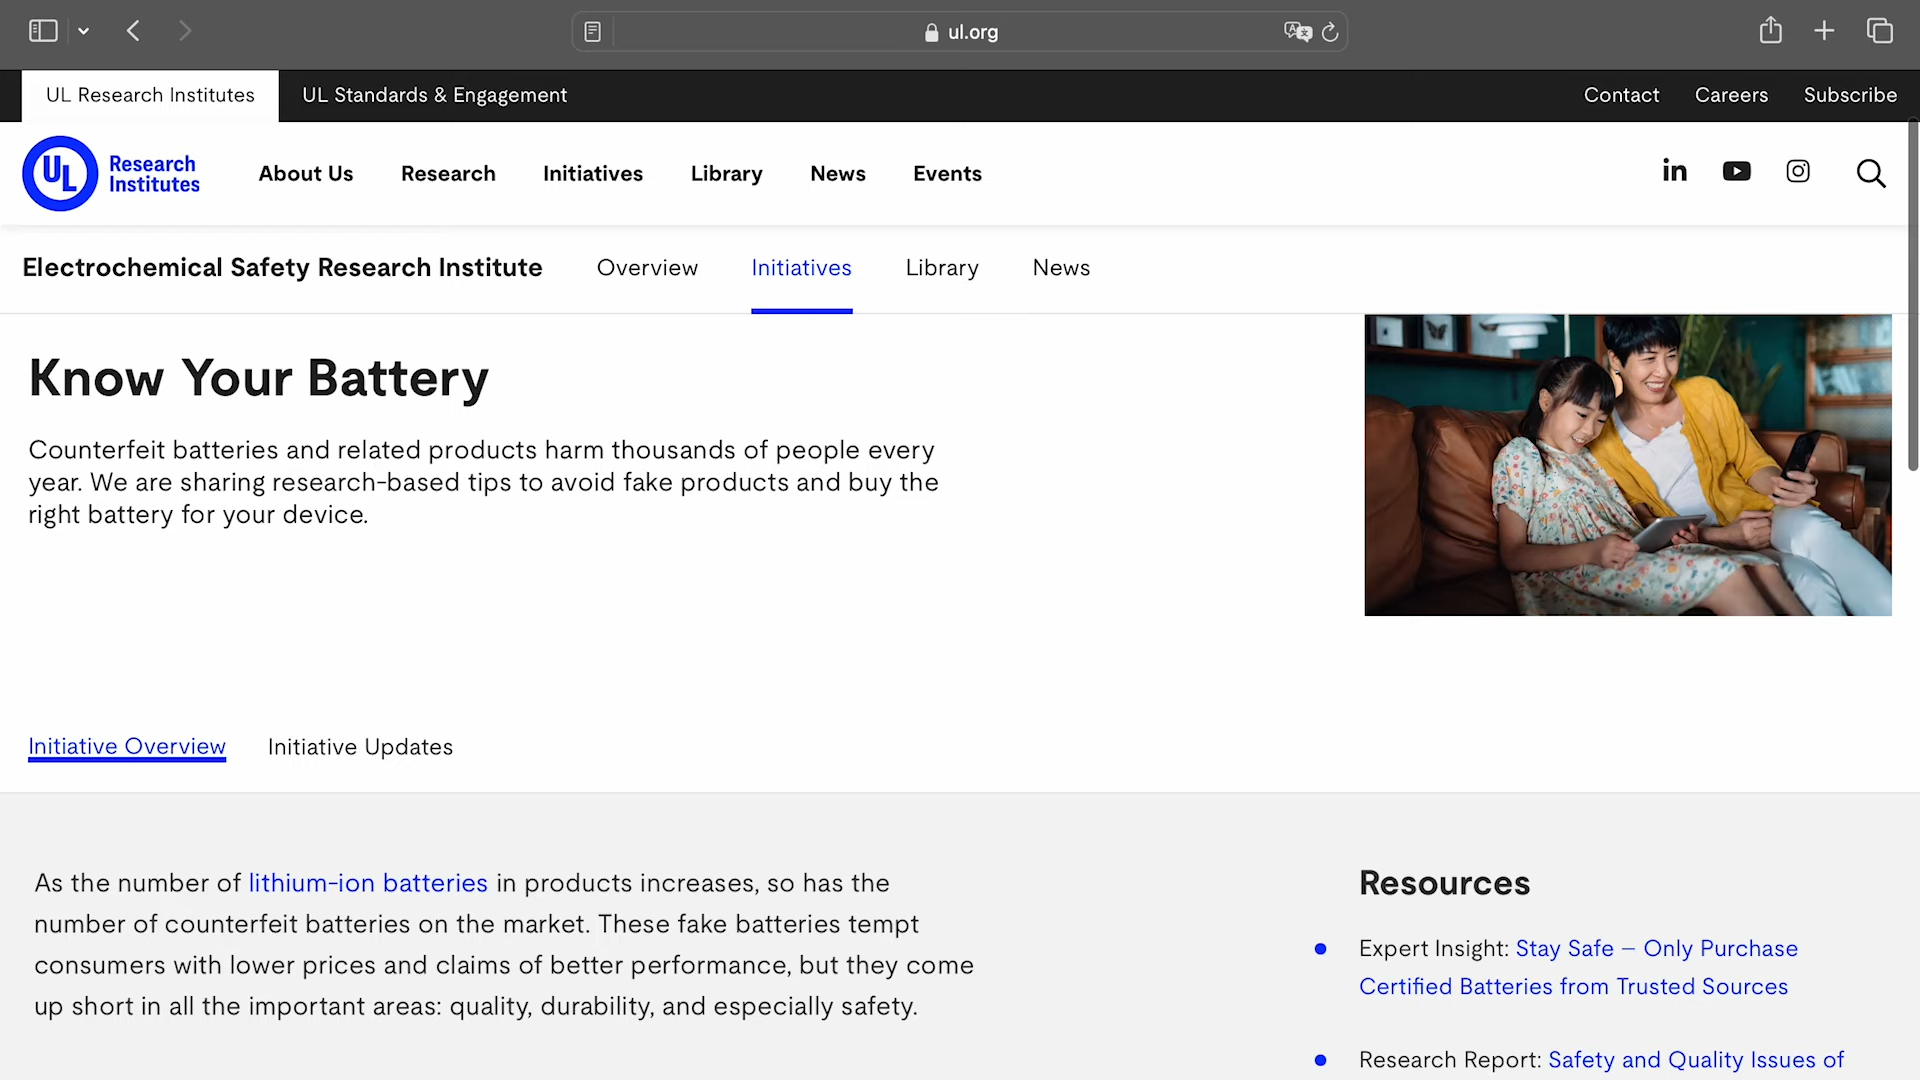 ul.org
UL Research Institutes
UL Standards & Engagement
Contact
Careers
Subscribe
UL
Research
Institutes
About Us
Research
Initiatives
Library
News
Events
in
Electrochemical Safety Research Institute
Overview
Initiatives
Library
News
Know Your Battery
Counterfeit batteries and related products harm thousands of people every
year. We are sharing research-based tips to avoid fake products and buy the
right battery for your device.
Initiative Overview
Initiative Updates
As the number of lithium-ion batteries in products increases, so has the
number of counterfeit batteries on the market. These fake batteries tempt
consumers with lower prices and claims of better performance, but they come
up short in all the important areas: quality, durability, and especially safety.
Resources
Expert Insight: Stay Safe – Only Purchase
Certified Batteries from Trusted Sources
Research Report: Safety and Quality Issues of